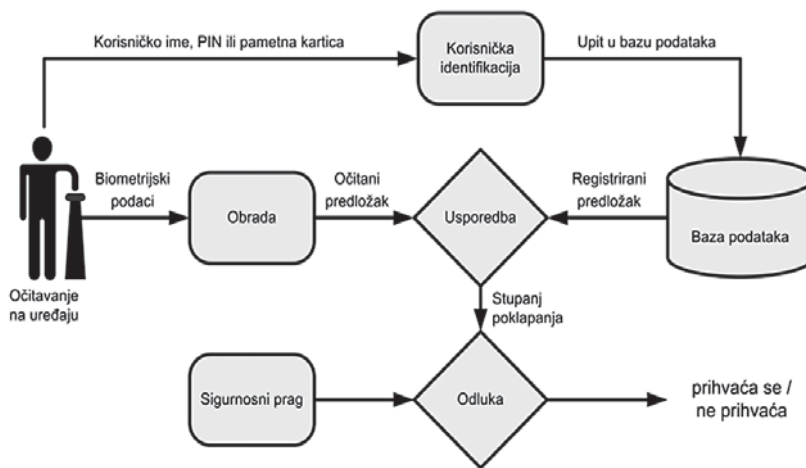 Korisničko ime, PIN ili pametna kartica
Korisnička
identifikacija
Upit u bazu podataka
Biometrijski
podaci
Obrada
Očitani
predložak
Usporedba
Registrirani
predložak
Baza podataka
Očitavanje
na uređaju
Stupanj
poklapanja
Sigurnosni prag
Odluka
prihvaća se /
ne prihvaća